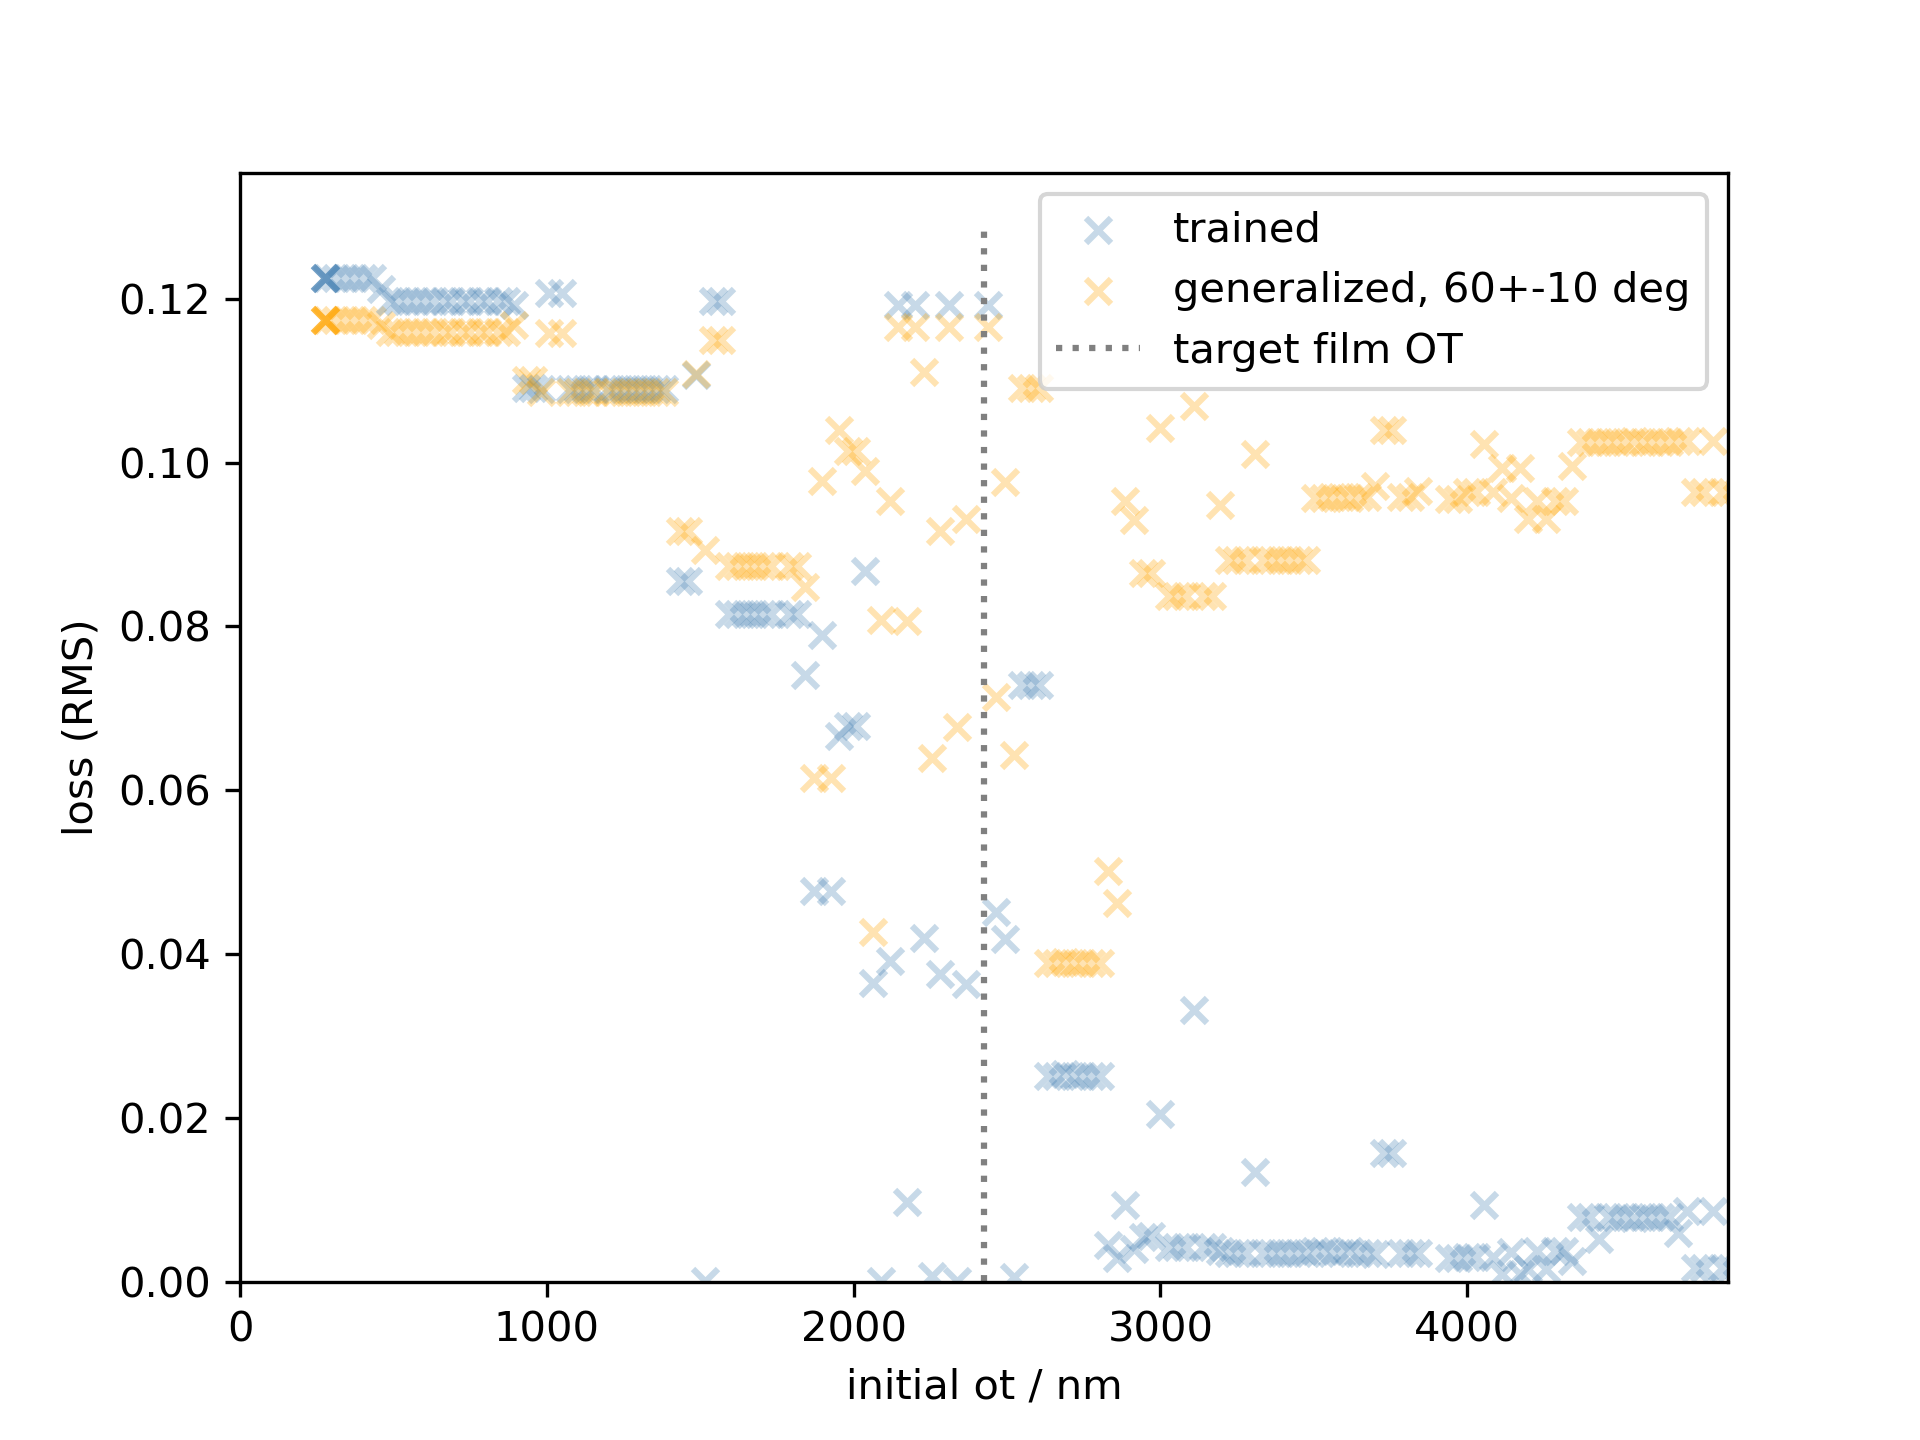 trained
generalized, 60+-10 deg
target film OT
0.12
0.10
0.08
0.06
0.04
0.02
0.00
loss (RMS)
0
1000
2000
3000
4000
initial ot / nm